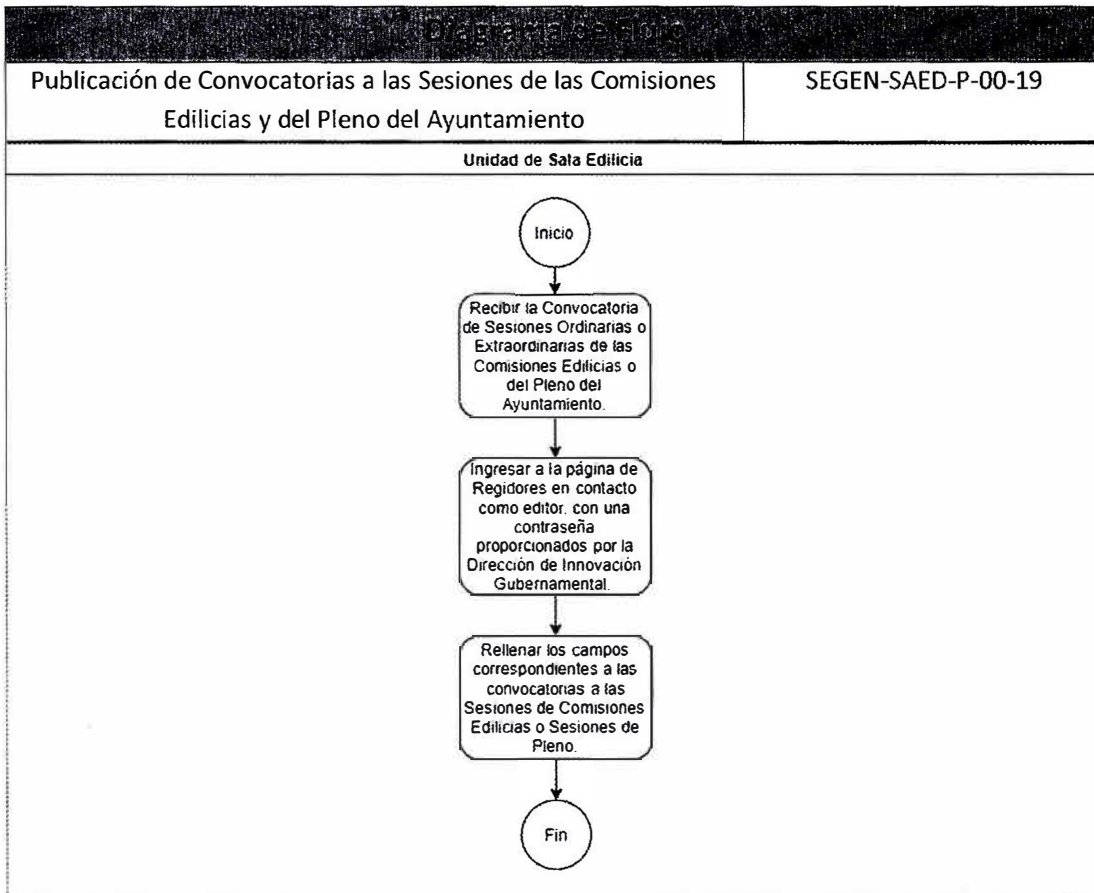 Diagrama de Flujo
Publicación de Convocatorias a las Sesiones de las Comisiones
Edilicias y del Pleno del Ayuntamiento
SEGEN-SAED-P-00-19
Unidad de Sala Edilicia
Inicio
Recibir la Convocatoria
de Sesiones Ordinarias o
Extraordinarias de las
Comisiones Edilicias o
del Pleno del
Ayuntamiento.
Ingresar a la página de
Regidores en contacto
como editor, con una
contraseña
proporcionados por la
Dirección de Innovación
Gubernamental.
Rellenar los campos
correspondientes a las
convocatorias a las
Sesiones de Comisiones
Edilicias o Sesiones de
Pleno.
Fin